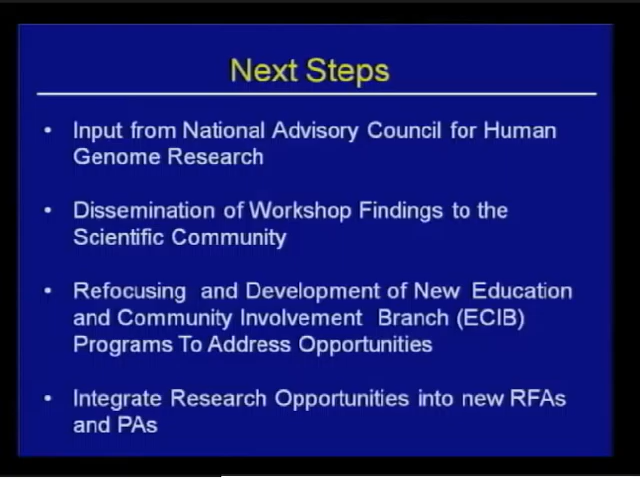 Next Steps
• Input from National Advisory Council for Human
Genome Research
• Dissemination of Workshop Findings to the
Scientific Community
• Refocusing and Development of New Education
and Community Involvement Branch (ECIB)
Programs To Address Opportunities
• Integrate Research Opportunities into new RFAs
and PAs